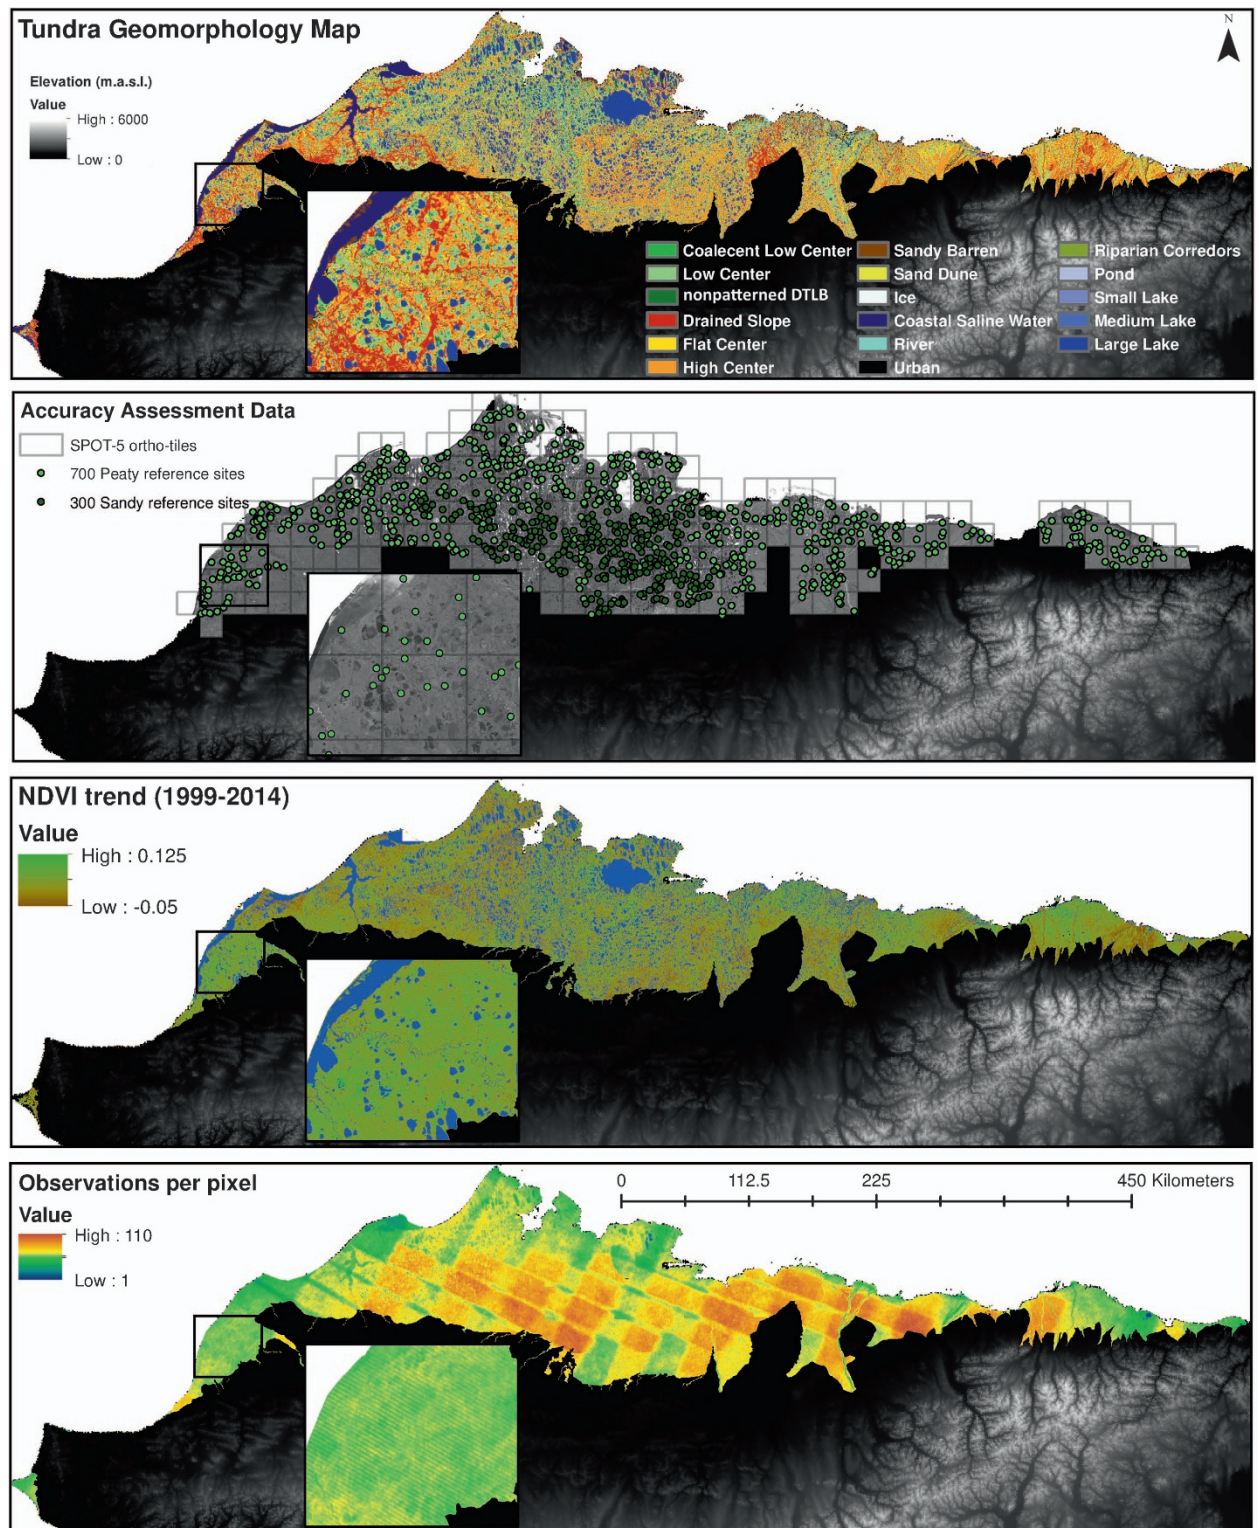 Tundra Geomorphology Map
N
Elevation (m.a.s.l.)
Value
High : 6000
Low : 0
Coalecent Low Center
Low Center
nonpatterned DTLB
Drained Slope
Flat Center
High Center
Sandy Barren
Sand Dune
Ice
Coastal Saline Water
River
Urban
Riparian Corredors
Pond
Small Lake
Medium Lake
Large Lake
Accuracy Assessment Data
SPOT-5 ortho-tiles
700 Peaty reference sites
300 Sandy reference sites
NDVI trend (1999-2014)
Value
High : 0.125
Low : -0.05
Observations per pixel
Value
High : 110
Low : 1
0 112.5 225 450 Kilometers